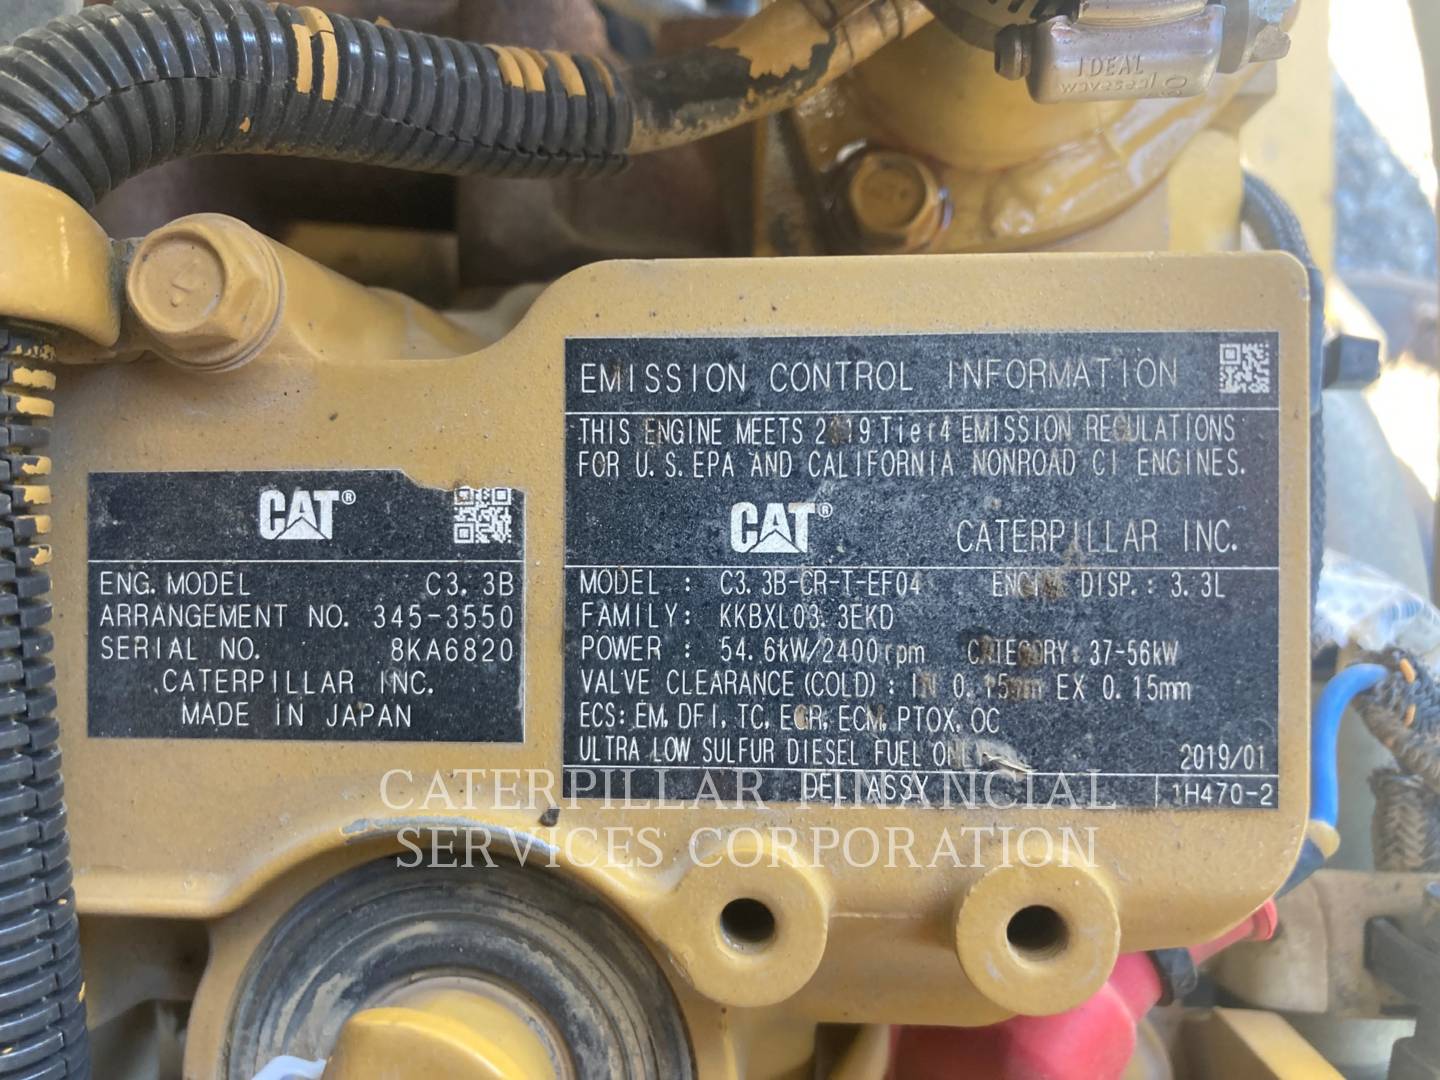 IDEAL
CAT®
ENG. MODEL C3.3B
ARRANGEMENT NO. 345-3550
SERIAL NO. 8KA6820
CATERPILLAR INC.
MADE IN JAPAN
EMISSION CONTROL INFORMATION
THIS ENGINE MEETS 2019 Tier4 EMISSION REGULATIONS
FOR U.S. EPA AND CALIFORNIA NONROAD CI ENGINES.
CAT® CATERPILLAR INC.
MODEL : C3.3B-CR-T-EF04 ENGINE DISP.: 3.3L
FAMILY: KKBXL03.3EKD
POWER : 54.6kW/2400rpm CATEGORY: 37-56kW
VALVE CLEARANCE (COLD): IN 0.15mm EX 0.15mm
ECS: EM, DFI, TC, EGR, ECM, PTOX, OC
ULTRA LOW SULFUR DIESEL FUEL ONLY 2019/01
DELIASSY 1H470-2
CATERPILLAR FINANCIAL
SERVICES CORPORATION